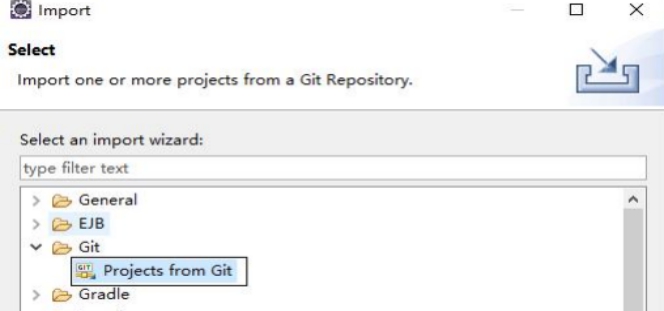 Import
Select
Import one or more projects from a Git Repository.
Select an import wizard:
type filter text
General
EJB
Git
GIT Projects from Git
Gradle